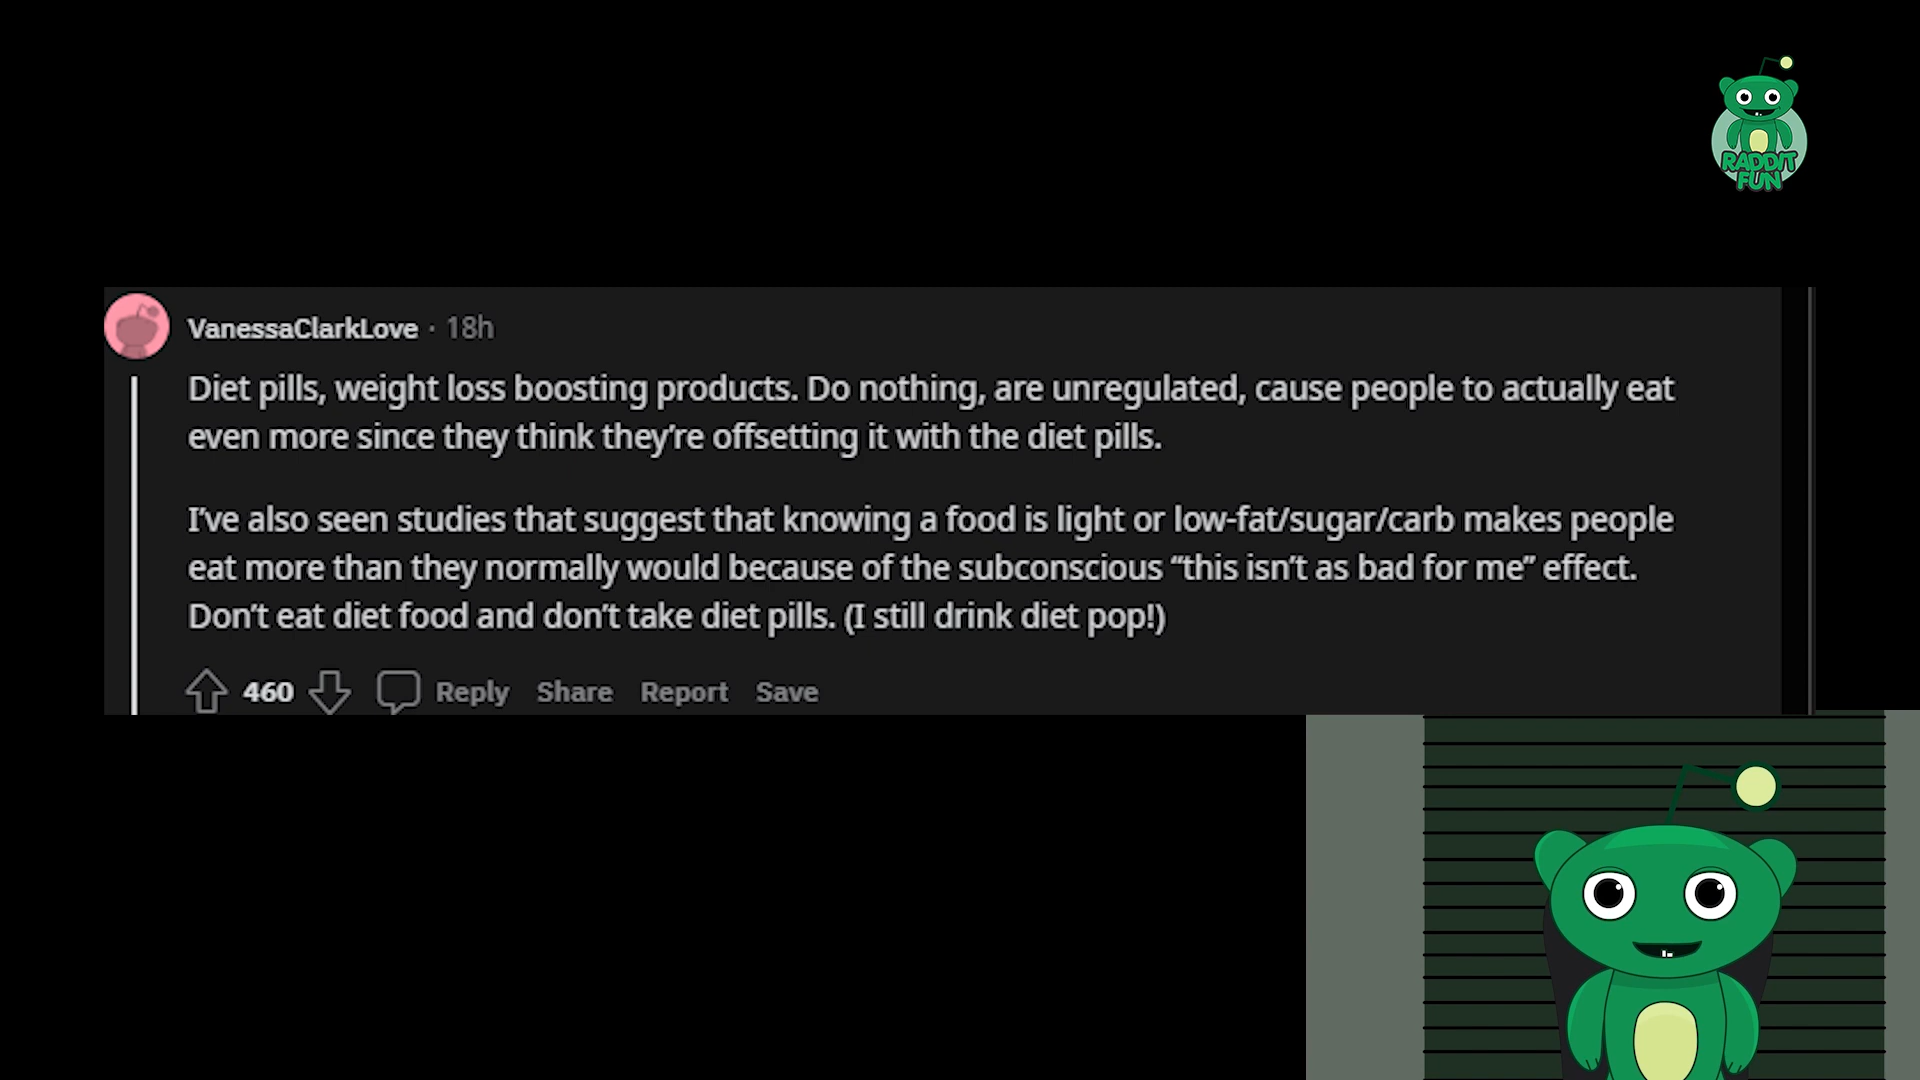 RADDIT
FUN
VanessaClarkLove · 18h
Diet pills, weight loss boosting products. Do nothing, are unregulated, cause people to actually eat
even more since they think they’re offsetting it with the diet pills.
I’ve also seen studies that suggest that knowing a food is light or low-fat/sugar/carb makes people
eat more than they normally would because of the subconscious “this isn’t as bad for me” effect.
Don’t eat diet food and don’t take diet pills. (I still drink diet pop!)
460 Reply Share Report Save